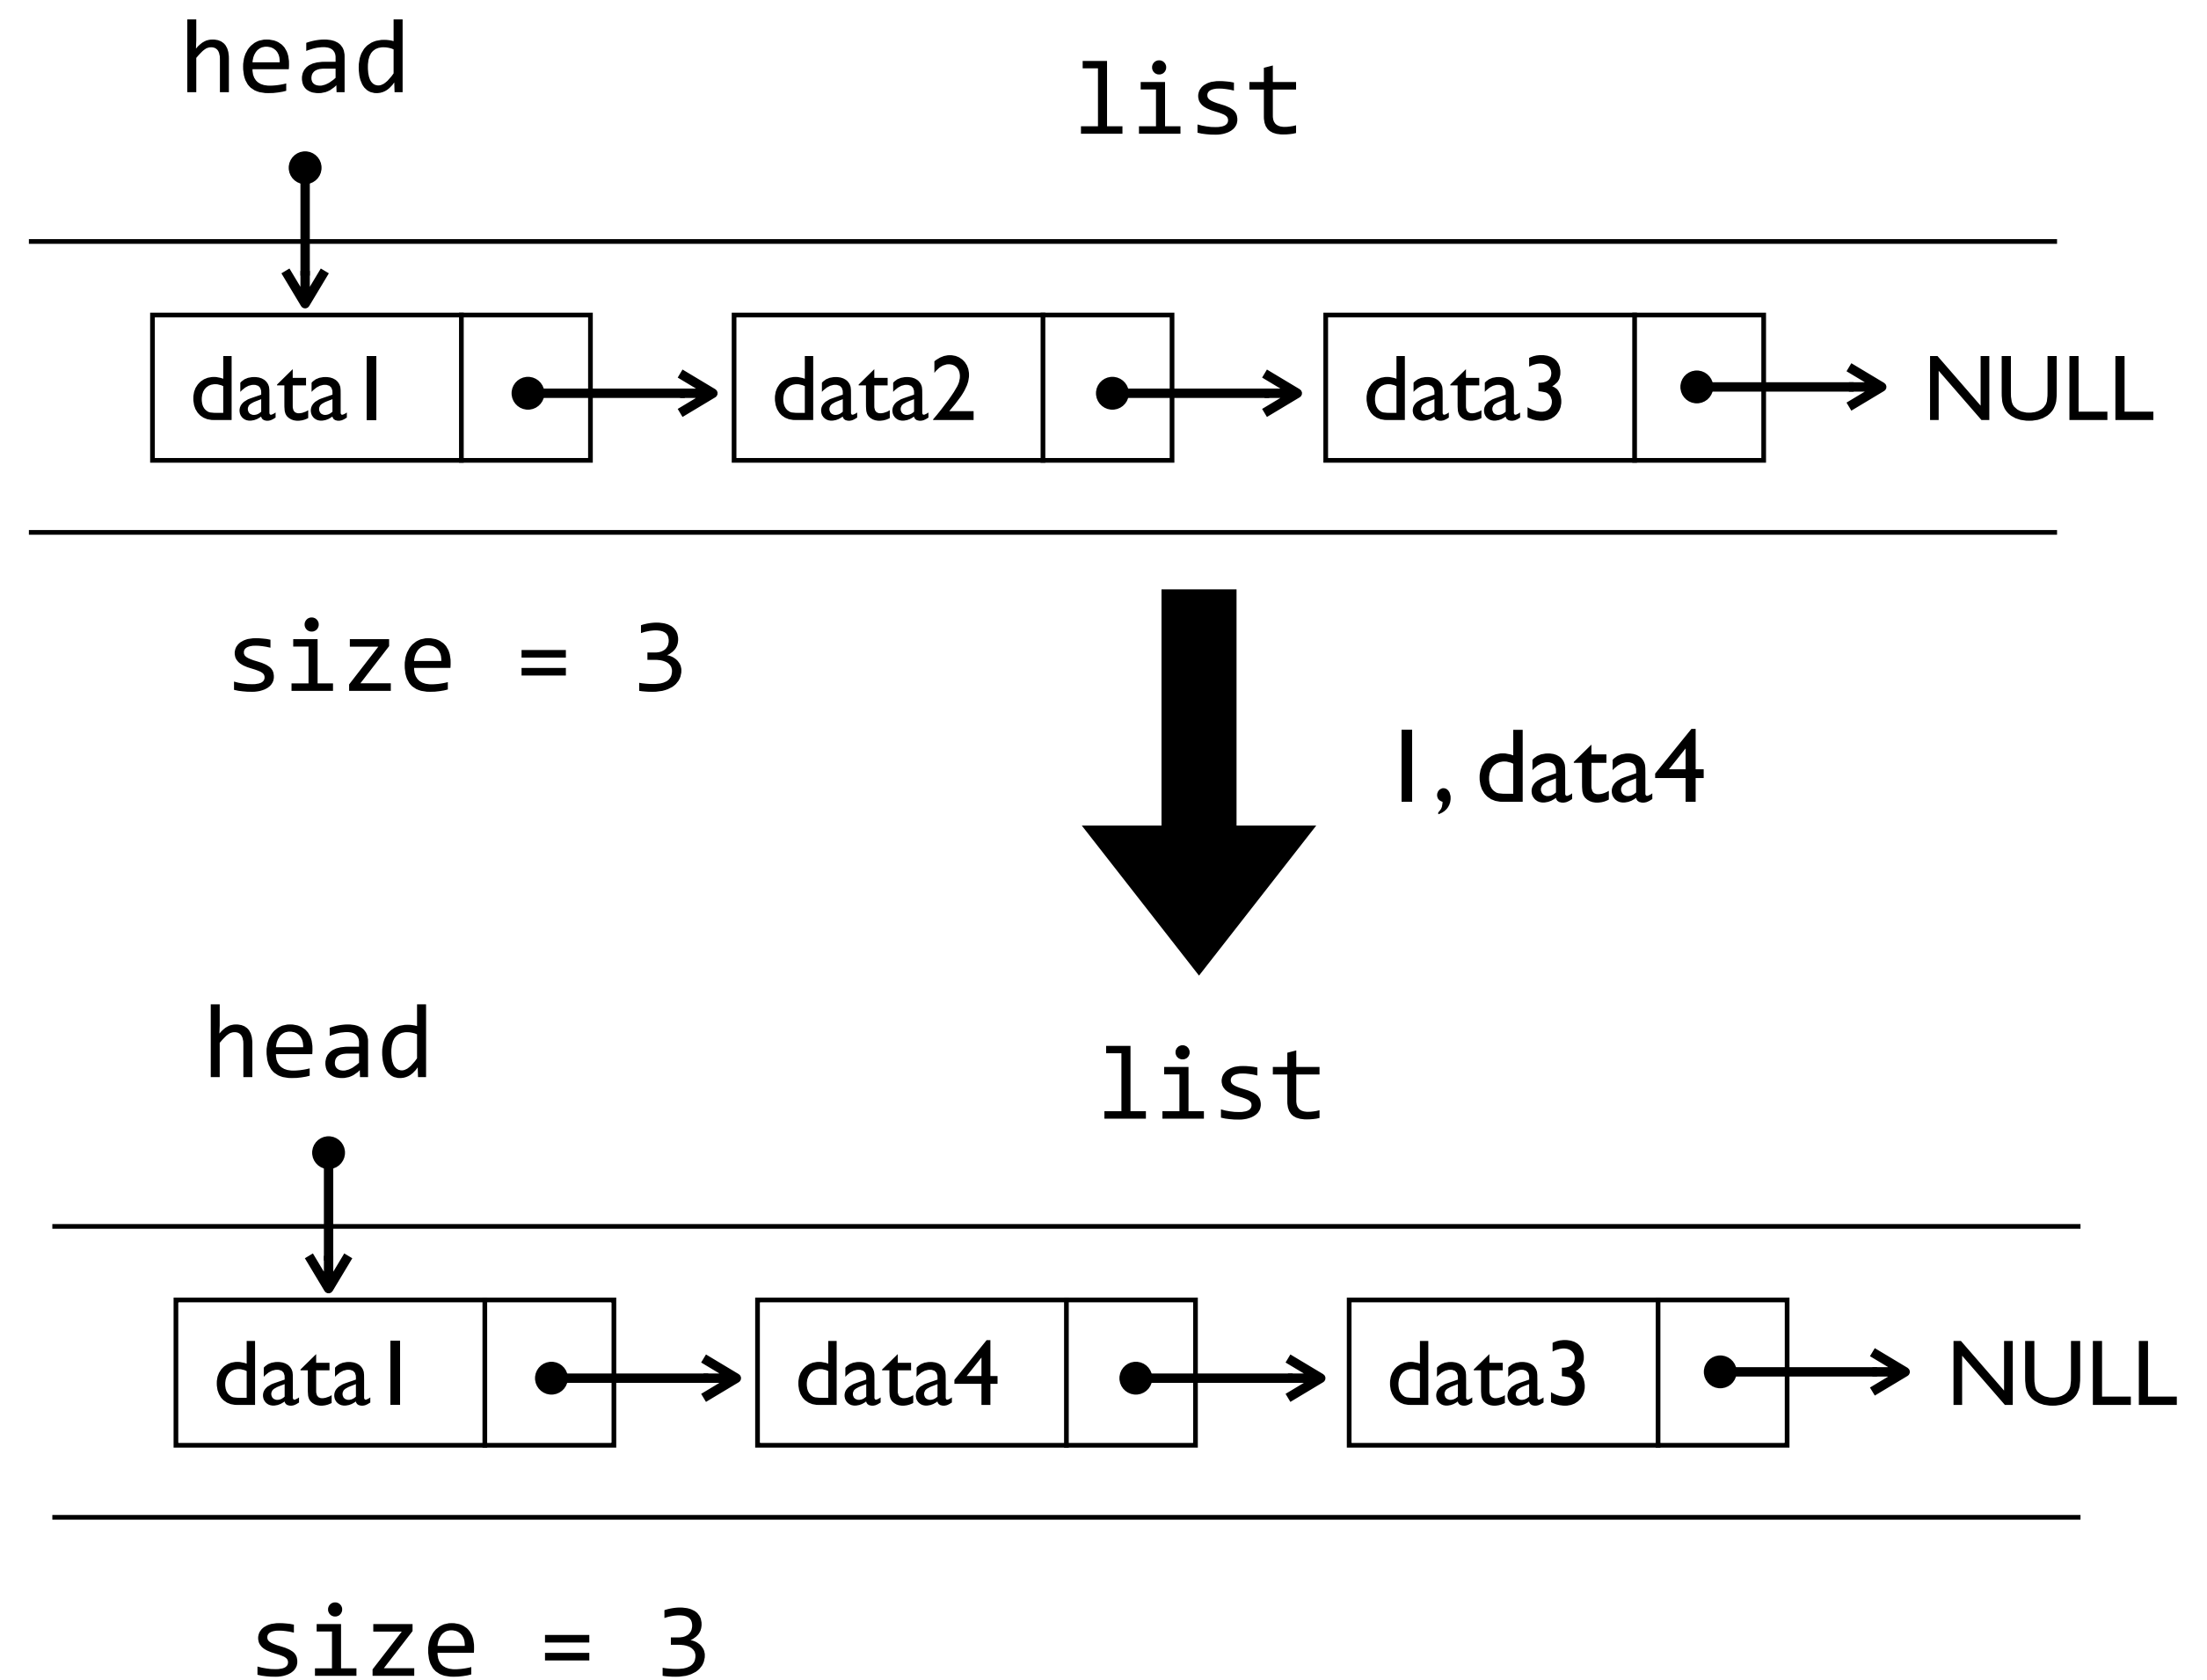 head
list
data1 data2 data3 NULL
size = 3
1, data4
head
list
data1 data4 data3 NULL
size = 3